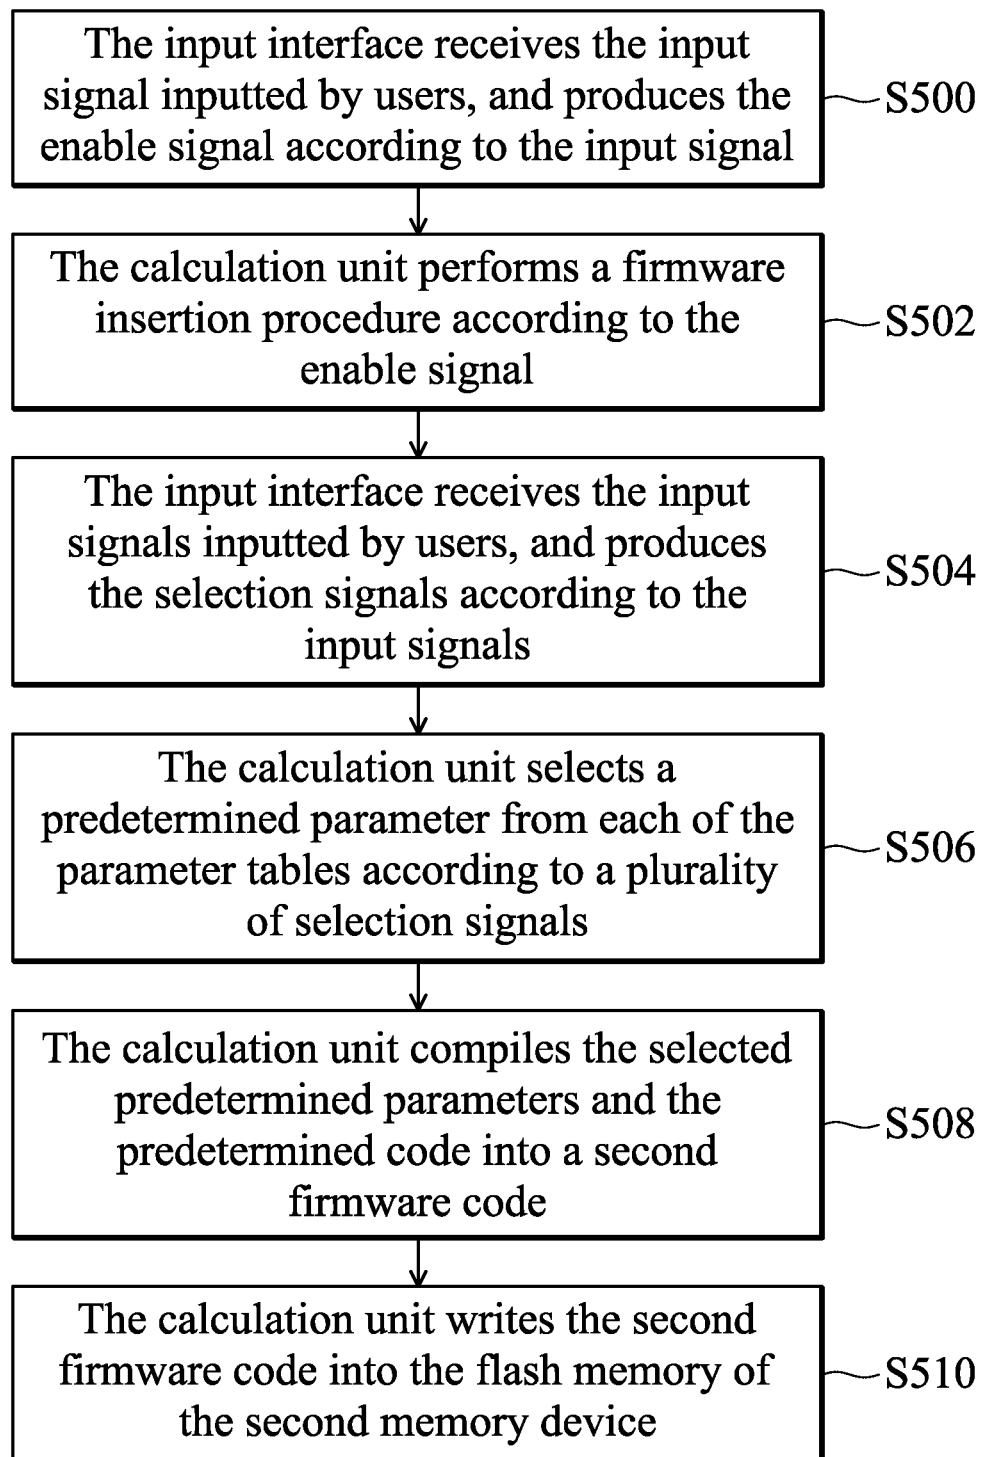 The input interface receives the input
signal inputted by users, and produces the
enable signal according to the input signal
S500
The calculation unit performs a firmware
insertion procedure according to the
enable signal
S502
The input interface receives the input
signals inputted by users, and produces
the selection signals according to the
input signals
S504
The calculation unit selects a
predetermined parameter from each of the
parameter tables according to a plurality
of selection signals
S506
The calculation unit compiles the selected
predetermined parameters and the
predetermined code into a second
firmware code
S508
The calculation unit writes the second
firmware code into the flash memory of
the second memory device
S510